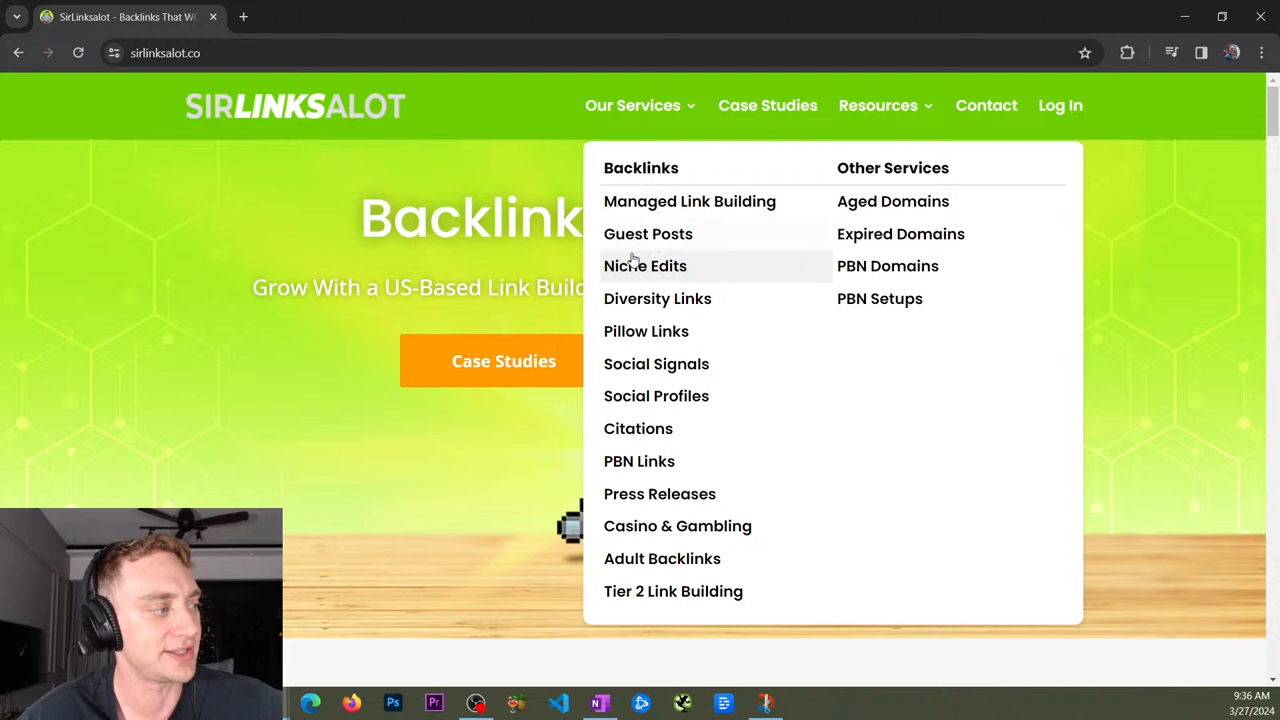 SirLinksalot - Backlinks That WC
sirlinksalot.co
SIRLINKSALOT
Our Services
Case Studies
Resources
Contact
Log In
Backlink
Grow With a US-Based Link Build
Case Studies
Backlinks
Managed Link Building
Guest Posts
Niche Edits
Diversity Links
Pillow Links
Social Signals
Social Profiles
Citations
PBN Links
Press Releases
Casino & Gambling
Adult Backlinks
Tier 2 Link Building
Other Services
Aged Domains
Expired Domains
PBN Domains
PBN Setups
Ps
Pr
N
9:36 AM
3/27/2024